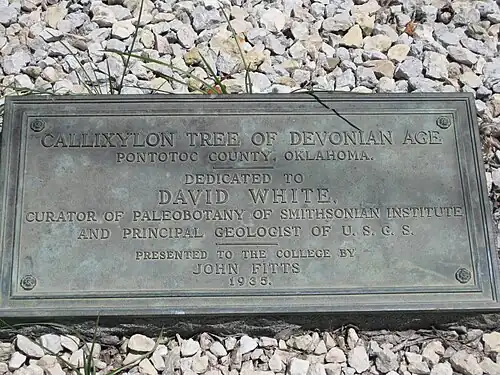 CALLIXYLON TREE OF DEVONIAN AGE
PONTOTOC COUNTY, OKLAHOMA.
DEDICATED TO
DAVID WHITE,
CURATOR OF PALEOBOTANY OF SMITHSONIAN INSTITUTE
AND PRINCIPAL GEOLOGIST OF U. S. G. S.
PRESENTED TO THE COLLEGE BY
JOHN FITTS
1935.